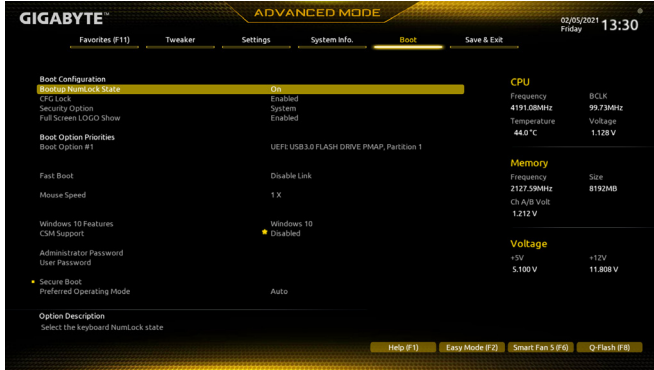 GIGABYTE™
ADVANCED MODE
02/05/2021 Friday 13:30
Favorites (F11) Tweaker Settings System Info. Boot Save & Exit
Boot Configuration
Bootup NumLock State On
CFG Lock Enabled
Security Option System
Full Screen LOGO Show Enabled
Boot Option Priorities
Boot Option #1 UEFI: USB3.0 FLASH DRIVE PMAP, Partition 1
Fast Boot Disable Link
Mouse Speed 1 X
Windows 10 Features Windows 10
CSM Support Disabled
Administrator Password
User Password
Secure Boot
Preferred Operating Mode Auto
Option Description
Select the keyboard NumLock state
CPU
Frequency BCLK
4191.08MHz 99.73MHz
Temperature Voltage
44.0 °C 1.128 V
Memory
Frequency Size
2127.59MHz 8192MB
Ch A/B Volt
1.212 V
Voltage
+5V +12V
5.100 V 11.808 V
Help (F1) Easy Mode (F2) Smart Fan 5 (F6) Q-Flash (F8)